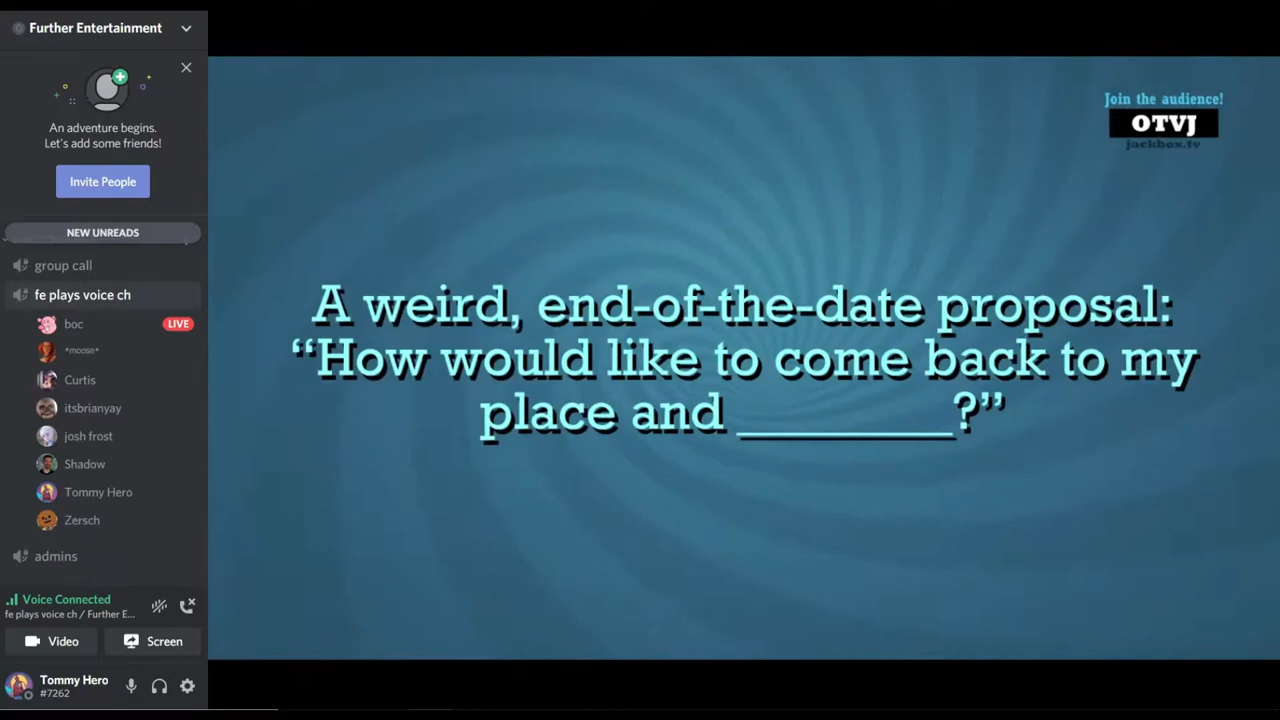 Further Entertainment
An adventure begins.
Let's add some friends!
Invite People
NEW UNREADS
group call
fe plays voice ch
boc
LIVE
*moose*
Curtis
itsbrianyay
josh frost
Shadow
Tommy Hero
Zersch
admins
Voice Connected
fe plays voice ch / Further E...
Video
Screen
Tommy Hero
#7262
Join the audience!
OTVJ
jackbox.tv
A weird, end-of-the-date proposal:
“How would like to come back to my
place and ________?”